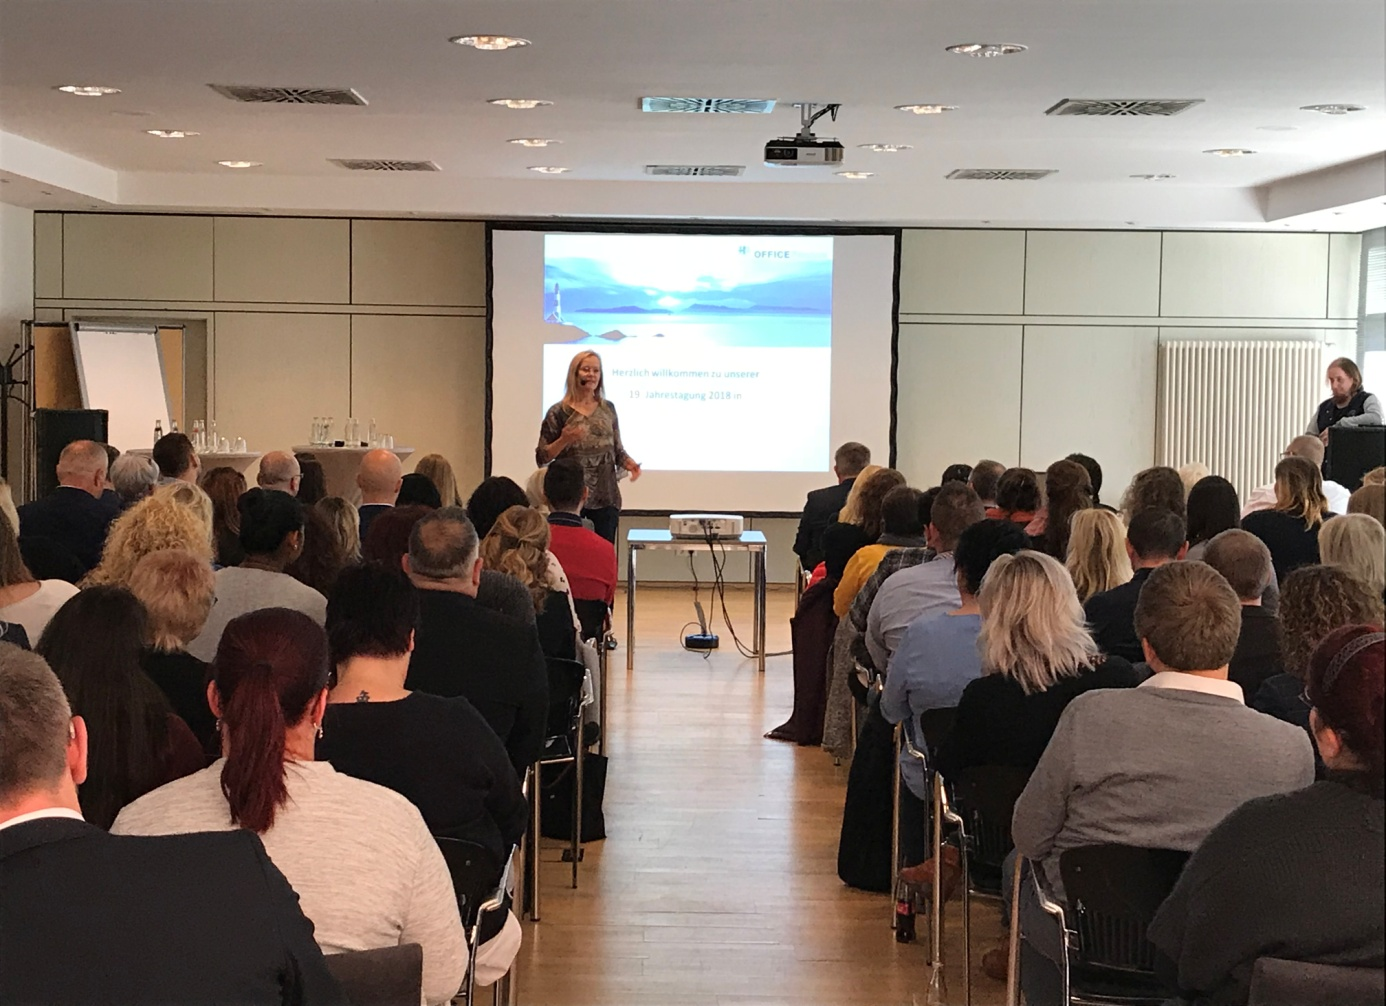 OFFICE
Herzlich willkommen zu unserer
19. Jahrestagung 2018 in